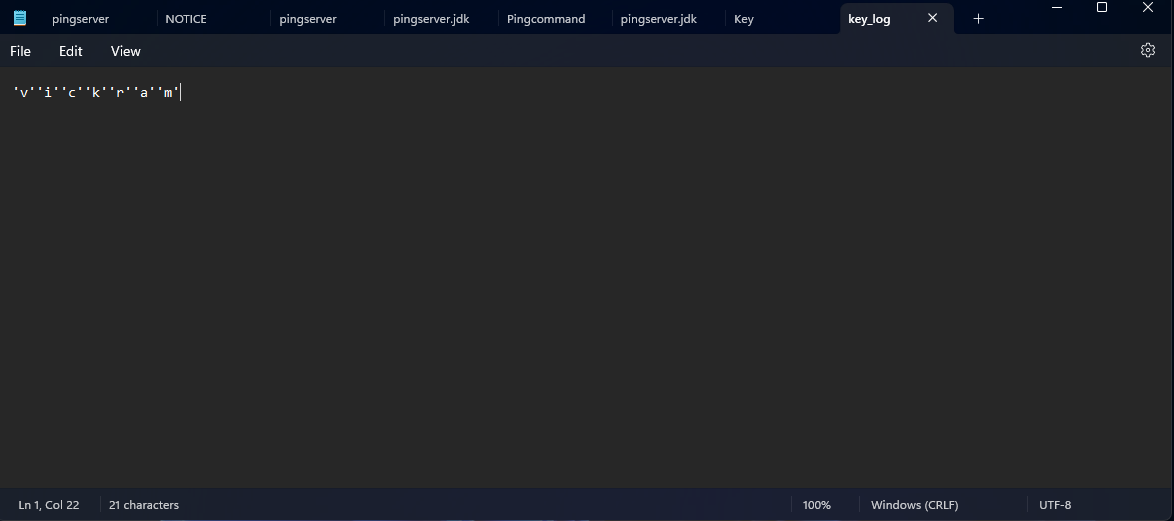 pingserver NOTICE pingserver pingserver.jdk Pingcommand pingserver.jdk Key key_log
File Edit View
'v''i''c''k''r''a''m'
Ln 1, Col 22 21 characters 100% Windows (CRLF) UTF-8